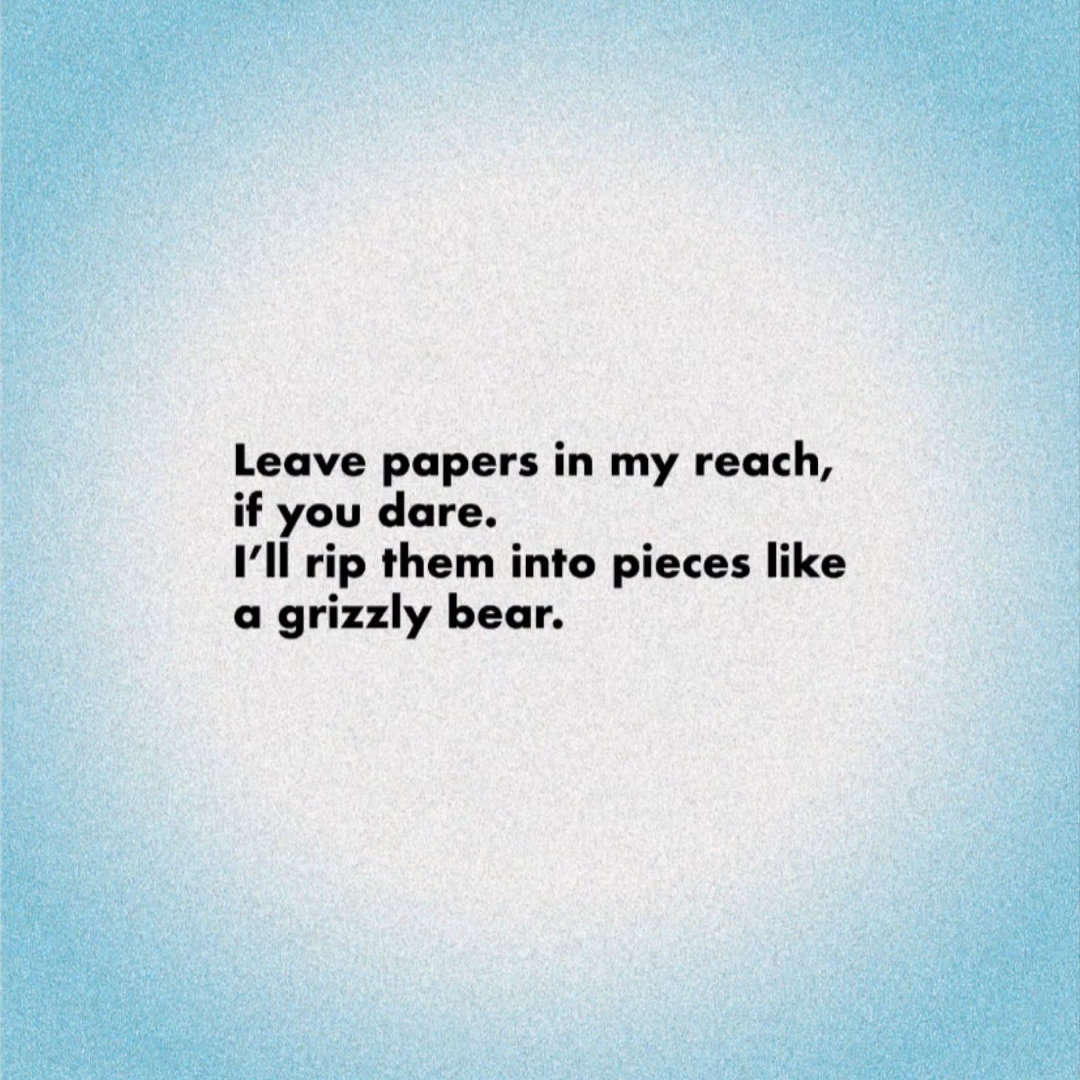 Leave papers in my reach,
if you dare.
I’ll rip them into pieces like
a grizzly bear.